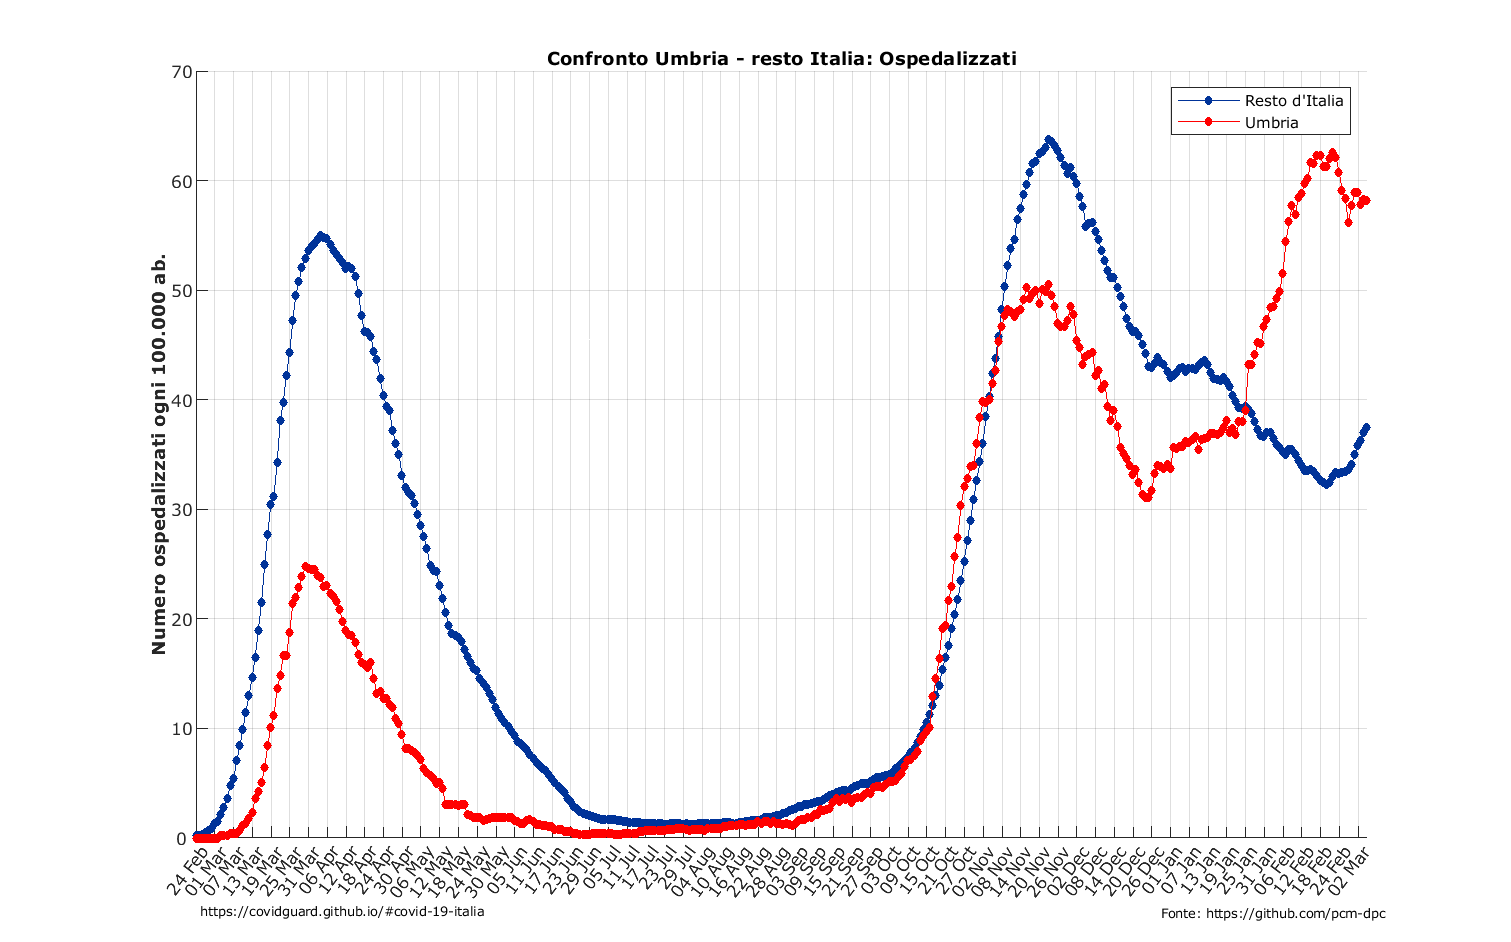 Confronto Umbria - resto Italia: Ospedalizzati
Resto d'Italia
Umbria
Numero ospedalizzati ogni 100.000 ab.
70
60
50
40
30
20
10
0
24 Feb
01 Mar
07 Mar
13 Mar
19 Mar
25 Mar
31 Mar
06 Apr
12 Apr
18 Apr
24 Apr
30 Apr
06 May
12 May
18 May
24 May
30 May
05 Jun
11 Jun
17 Jun
23 Jun
29 Jun
05 Jul
11 Jul
17 Jul
23 Jul
29 Jul
04 Aug
10 Aug
16 Aug
22 Aug
28 Aug
03 Sep
09 Sep
15 Sep
21 Sep
27 Sep
03 Oct
09 Oct
15 Oct
21 Oct
27 Oct
02 Nov
08 Nov
14 Nov
20 Nov
26 Nov
02 Dec
08 Dec
14 Dec
20 Dec
26 Dec
01 Jan
07 Jan
13 Jan
19 Jan
25 Jan
31 Jan
06 Feb
12 Feb
18 Feb
24 Feb
02 Mar
https://covidguard.github.io/#covid-19-italia
Fonte: https://github.com/pcm-dpc